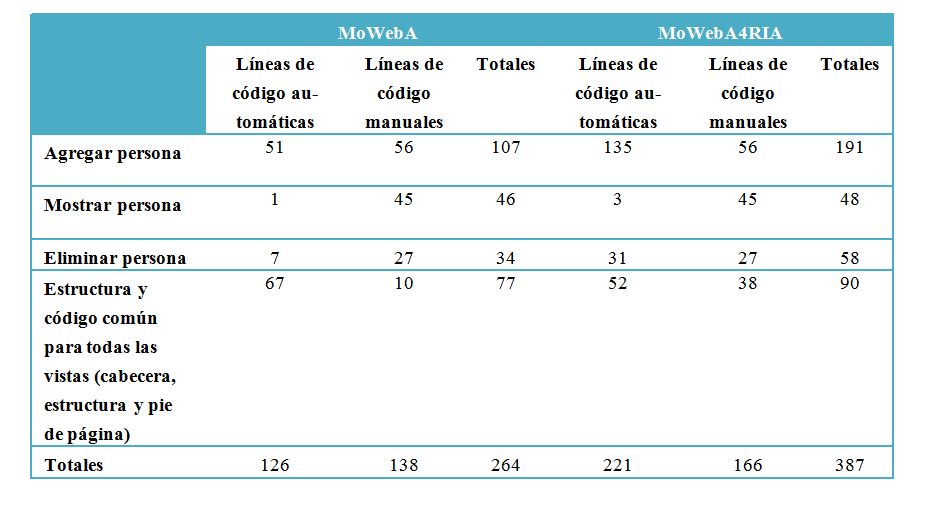 MoWebA MoWebA4RIA
Líneas de código au-tomáticas Líneas de código manuales Totales Líneas de código au-tomáticas Líneas de código manuales Totales
Agregar persona 51 56 107 135 56 191
Mostrar persona 1 45 46 3 45 48
Eliminar persona 7 27 34 31 27 58
Estructura y 67 10 77 52 38 90
código común
para todas las
vistas (cabecera,
estructura y pie
de página)
Totales 126 138 264 221 166 387